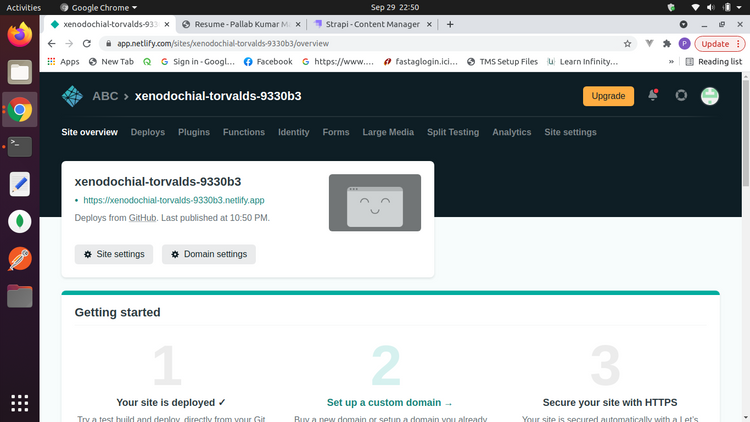 Activities Google Chrome Sep 29 22:50
xenodochial-torvalds-9330 Resume - Pallab Kumar Ma Strapi - Content Manager
app.netlify.com/sites/xenodochial-torvalds-9330b3/overview P Update
Apps New Tab Sign in - Googl... Facebook https://www.... fastaglogin.ici... TMS Setup Files Learn Infinity... » Reading list
ABC > xenodochial-torvalds-9330b3 Upgrade
Site overview Deploys Plugins Functions Identity Forms Large Media Split Testing Analytics Site settings
xenodochial-torvalds-9330b3
• https://xenodochial-torvalds-9330b3.netlify.app
Deploys from GitHub. Last published at 10:50 PM.
Site settings Domain settings
Getting started
1 2 3
Your site is deployed ✓ Set up a custom domain → Secure your site with HTTPS
Try a test build and deploy, directly from your Git Buy a new domain or setup a domain you already Your site is secured automatically with a Let's